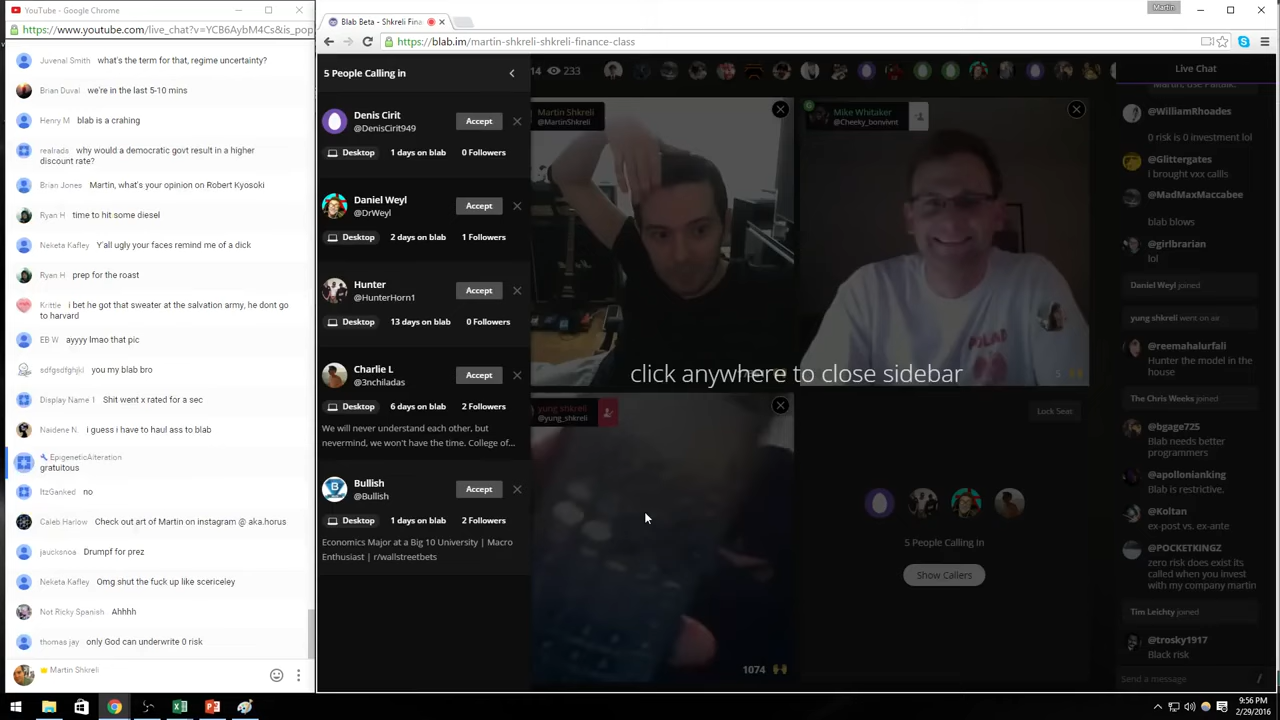 YouTube - Google Chrome
https://www.youtube.com/live_chat?v=YCB6AybM4Cs&is_pop
Juvenal Smith what's the term for that, regime uncertainty?
Brian Duval we're in the last 5-10 mins
Henry M blab is a crahing
realrads why would a democratic govt result in a higher
discount rate?
Brian Jones Martin, what's your opinion on Robert Kyosoki
Ryan H time to hit some diesel
Neketa Kafley Y'all ugly your faces remind me of a dick
Ryan H prep for the roast
Krittle i bet he got that sweater at the salvation army, he dont go
to harvard
EB W ayyyy lmao that pic
sdfgsdfghjkl you my blab bro
Display Name 1 Shit went x rated for a sec
Naidene N. i guess i have to haul ass to blab
EpigeneticAlteration
gratuitous
ItzGanked no
Caleb Harlow Check out art of Martin on instagram @ aka.horus
jaucksnoa Drumpf for prez
Neketa Kafley Omg shut the fuck up like scericeley
Not Ricky Spanish Ahhhh
thomas jay only God can underwrite 0 risk
Martin Shkreli
Martin
Blab Beta - Shkreli Fina
https://blab.im/martin-shkreli-shkreli-finance-class
5 People Calling in
Denis Cirit
@DenisCirit949
Accept
Desktop 1 days on blab 0 Followers
Daniel Weyl
@DrWeyl
Accept
Desktop 2 days on blab 1 Followers
Hunter
@HunterHorn1
Accept
Desktop 13 days on blab 0 Followers
Charlie L
@3nchiladas
Accept
Desktop 6 days on blab 2 Followers
We will never understand each other, but
nevermind, we won't have the time. College of...
Bullish
@Bullish
Accept
Desktop 1 days on blab 2 Followers
Economics Major at a Big 10 University | Macro
Enthusiast | r/wallstreetbets
14 233
Martin Shkreli
@MartinShkreli
Mike Whitaker
@Cheeky_bonvivnt
click anywhere to close sidebar
yung shkreli
@yung_shkreli
1074
5
Lock Seat
5 People Calling In
Show Callers
Live Chat
@WilliamRhoades
0 risk is 0 investment lol
@Glittergates
i brought vxx caills
@MadMaxMaccabee
blab blows
@girlbrarian
lol
Daniel Weyl joined
yung shkreli went on air
@reemahalurfali
Hunter the model in the
house
The Chris Weeks joined
@bgage725
Blab needs better
programmers
@apollonianking
Blab is restrictive.
@Koltan
ex-post vs. ex-ante
@POCKETKINGZ
zero risk does exist its
called when you invest
with my company martin
Tim Leichty joined
@trosky1917
Black risk
Send a message
9:56 PM
2/29/2016